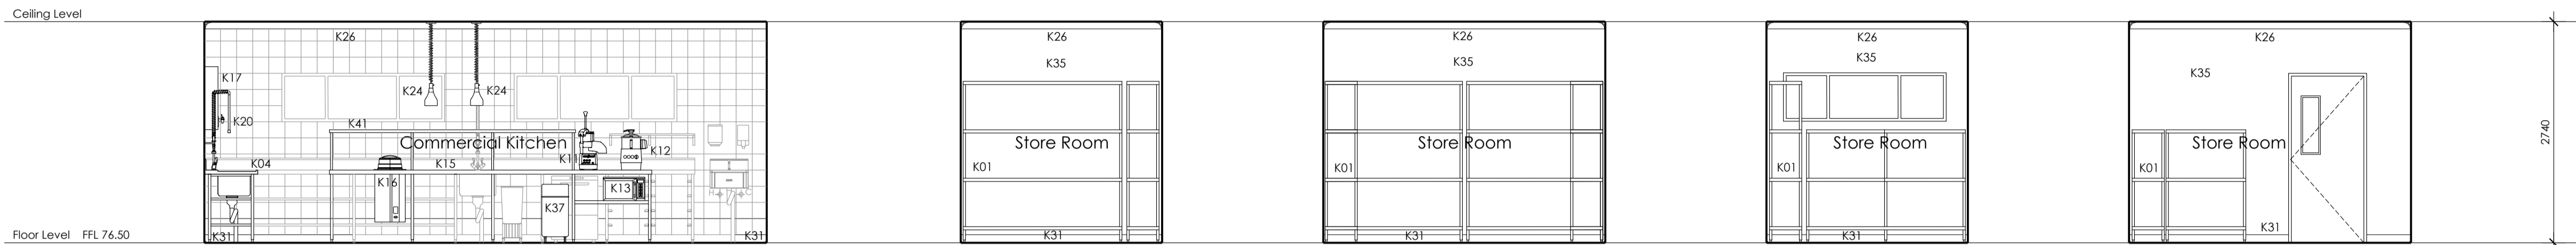 Ceiling Level
K26
K17
K24
K24
K20
K41
Commercial Kitchen
K11
K12
K04
K15
K16
K13
K37
K31
K31
K26
K35
Store Room
K01
K31
K26
K35
Store Room
K01
K31
K26
K35
Store Room
K01
K31
K26
K35
Store Room
K01
K31
2740
Floor Level FFL 76.50